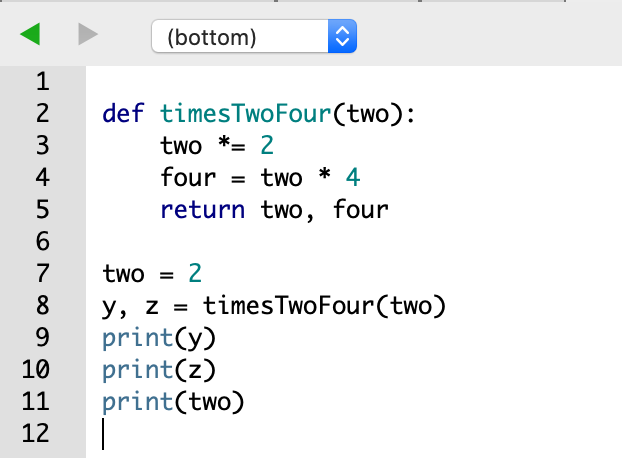 (bottom)
1
2 def timesTwoFour(two):
3     two *= 2
4     four = two * 4
5     return two, four
6
7 two = 2
8 y, z = timesTwoFour(two)
9 print(y)
10 print(z)
11 print(two)
12